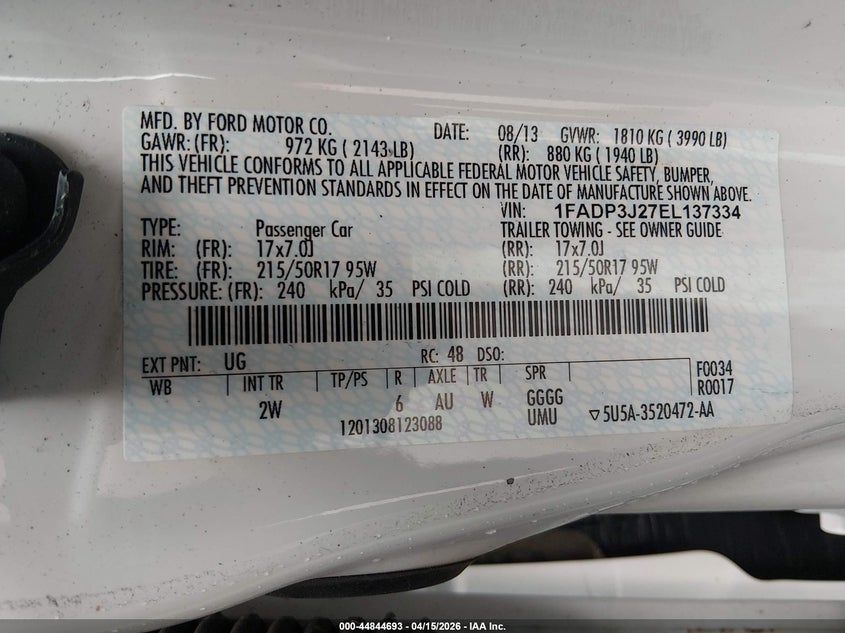 MFD. BY FORD MOTOR CO. DATE: 08/13 GVWR: 1810 KG ( 3990 LB)
GAWR: (FR): 972 KG ( 2143 LB) (RR): 880 KG ( 1940 LB)
THIS VEHICLE CONFORMS TO ALL APPLICABLE FEDERAL MOTOR VEHICLE SAFETY, BUMPER,
AND THEFT PREVENTION STANDARDS IN EFFECT ON THE DATE OF MANUFACTURE SHOWN ABOVE.
VIN: 1FADP3J27EL137334
TYPE: Passenger Car TRAILER TOWING - SEE OWNER GUIDE
RIM: (FR): 17x7.0J (RR): 17x7.0J
TIRE: (FR): 215/50R17 95W (RR): 215/50R17 95W
PRESSURE: (FR): 240 kPa/ 35 PSI COLD (RR): 240 kPa/ 35 PSI COLD
EXT PNT: UG RC: 48 DSO:
WB INT TR TP/PS R AXLE TR SPR F0034
R0017
2W 6 AU W GGGG
1201308123088 UMU ▽5U5A-3520472-AA
000-44844693 - 04/15/2026 - IAA Inc.